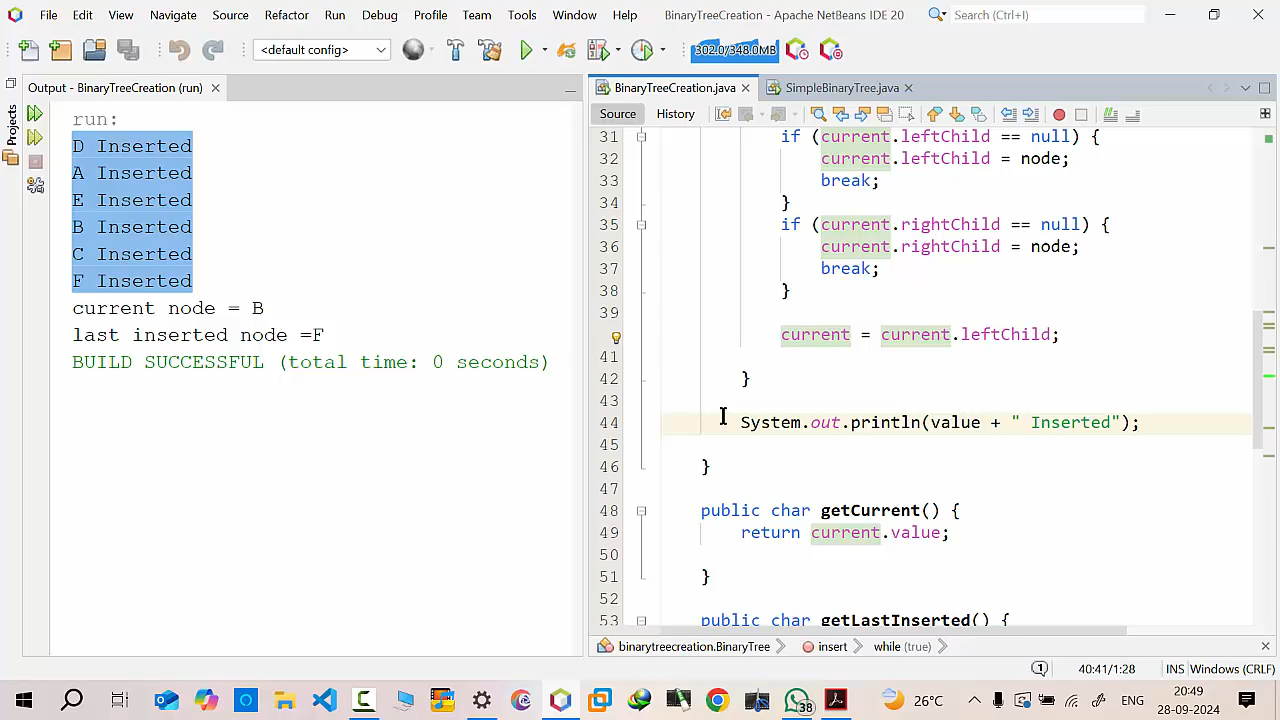 File Edit View Navigate Source Refactor Run Debug Profile Team Tools Window Help BinaryTreeCreation - Apache NetBeans IDE 20 Search (Ctrl+I)
<default config> 302.0/348.0MB
Output - BinaryTreeCreation (run)
BinaryTreeCreation.java SimpleBinaryTree.java
Projects
Source History
run:
D Inserted
A Inserted
E Inserted
B Inserted
C Inserted
F Inserted
current node = B
last inserted node =F
BUILD SUCCESSFUL (total time: 0 seconds)
31 if (current.leftChild == null) {
32 current.leftChild = node;
33 break;
34 }
35 if (current.rightChild == null) {
36 current.rightChild = node;
37 break;
38 }
39
current = current.leftChild;
41
42 }
43
44 System.out.println(value + " Inserted");
45
46 }
47
48 public char getCurrent() {
49 return current.value;
50
51 }
52
53 public char getLastInserted() {
binarytreecreation.BinaryTree insert while (true)
1 40:41/1:28 INS Windows (CRLF)
38 26°C ENG 20:49
28-09-2024